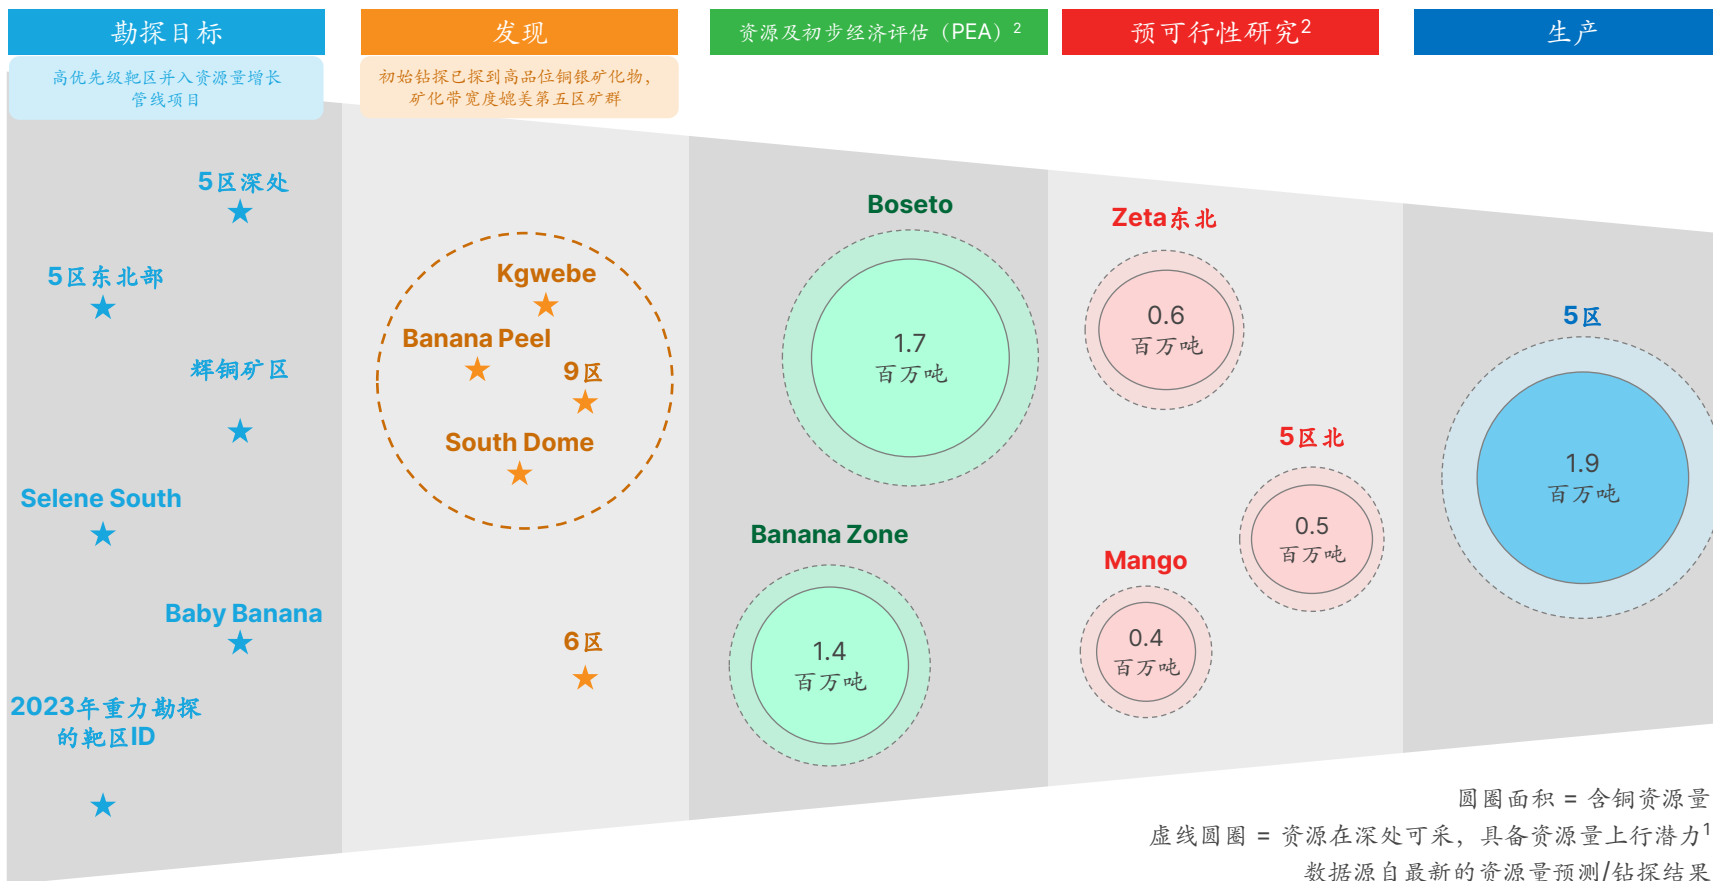 勘探目标
高优先级靶区并入资源量增长
管线项目
5区深处
5区东北部
辉铜矿区
Selene South
Baby Banana
2023年重力勘探
的靶区ID
发现
初始钻探已探到高品位铜银矿化物,
矿化带宽度媲美第五区矿群
Kgwebe
Banana Peel
9区
South Dome
6区
资源及初步经济评估（PEA）2
Boseto
1.7
百万吨
Banana Zone
1.4
百万吨
预可行性研究2
Zeta东北
0.6
百万吨
5区北
0.5
百万吨
Mango
0.4
百万吨
生产
5区
1.9
百万吨
圆圈面积 = 含铜资源量
虚线圆圈 = 资源在深处可采，具备资源量上行潜力1
数据源自最新的资源量预测/钻探结果